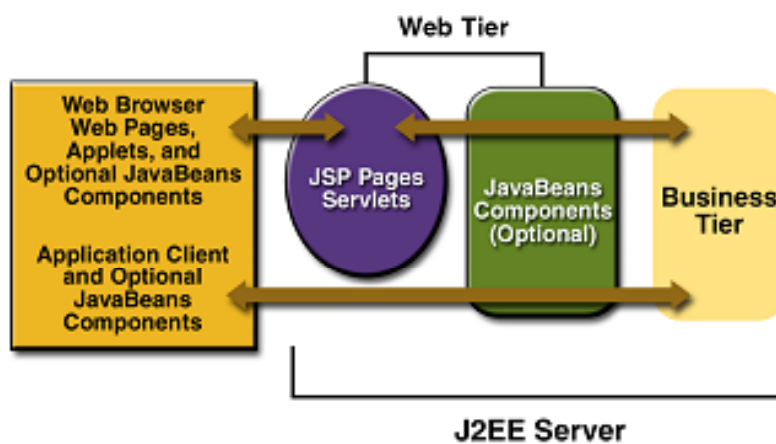 Web Tier
Web Browser
Web Pages,
Applets, and
Optional JavaBeans
Components
Application Client
and Optional
JavaBeans
Components
JSP Pages
Servlets
JavaBeans
Components
(Optional)
Business
Tier
J2EE Server